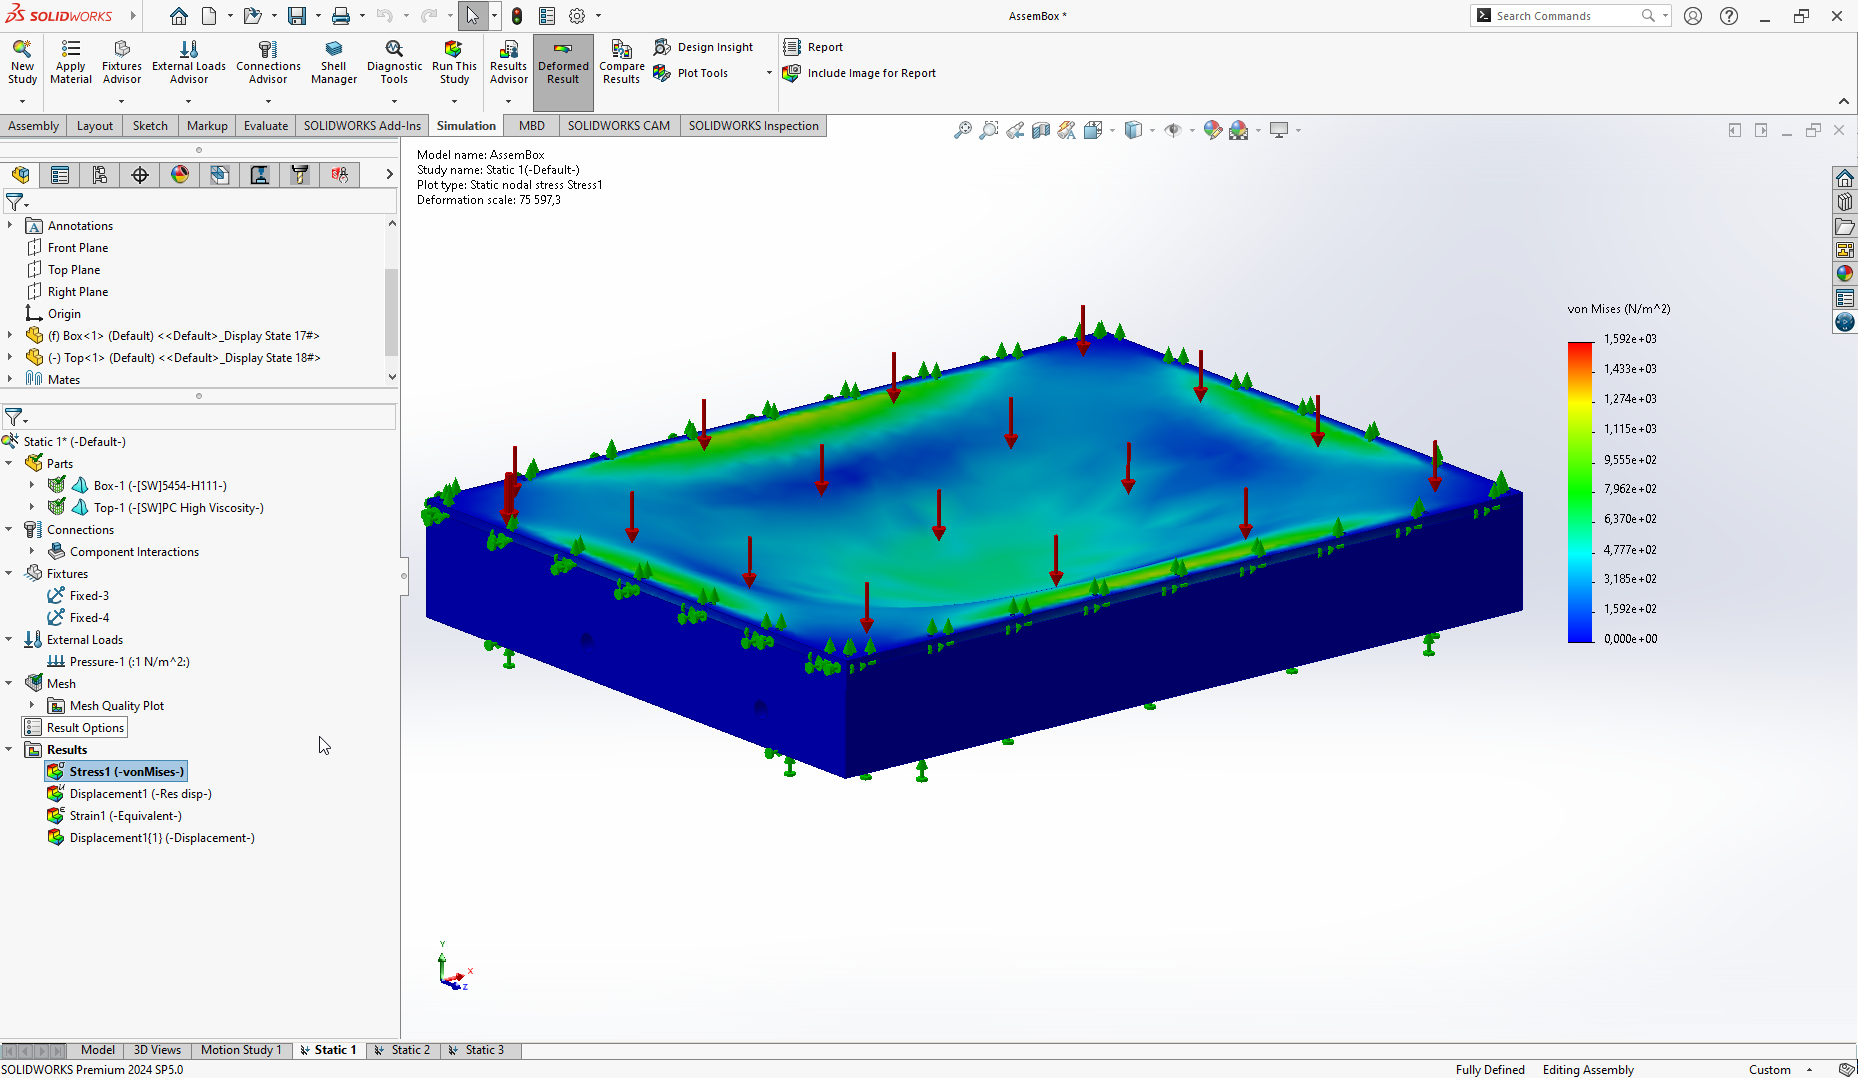 SOLIDWORKS
AssemBox *
Search Commands
New Study
Apply Material
Fixtures Advisor
External Loads Advisor
Connections Advisor
Shell Manager
Diagnostic Tools
Run This Study
Results Advisor
Deformed Result
Compare Results
Design Insight
Plot Tools
Report
Include Image for Report
Assembly
Layout
Sketch
Markup
Evaluate
SOLIDWORKS Add-Ins
Simulation
MBD
SOLIDWORKS CAM
SOLIDWORKS Inspection
Annotations
Front Plane
Top Plane
Right Plane
Origin
(f) Box<1> (Default) <<Default>_Display State 17#>
(-) Top<1> (Default) <<Default>_Display State 18#>
Mates
Static 1* (-Default-)
Parts
Box-1 (-[SW]5454-H111-)
Top-1 (-[SW]PC High Viscosity-)
Connections
Component Interactions
Fixtures
Fixed-3
Fixed-4
External Loads
Pressure-1 (:1 N/m^2:)
Mesh
Mesh Quality Plot
Result Options
Results
Stress1 (-vonMises-)
Displacement1 (-Res disp-)
Strain1 (-Equivalent-)
Displacement1{1} (-Displacement-)
Model name: AssemBox
Study name: Static 1(-Default-)
Plot type: Static nodal stress Stress1
Deformation scale: 75 597,3
von Mises (N/m^2)
1,592e+03
1,433e+03
1,274e+03
1,115e+03
9,555e+02
7,962e+02
6,370e+02
4,777e+02
3,185e+02
1,592e+02
0,000e+00
Y
X
Z
Model
3D Views
Motion Study 1
Static 1
Static 2
Static 3
SOLIDWORKS Premium 2024 SP5.0
Fully Defined
Editing Assembly
Custom